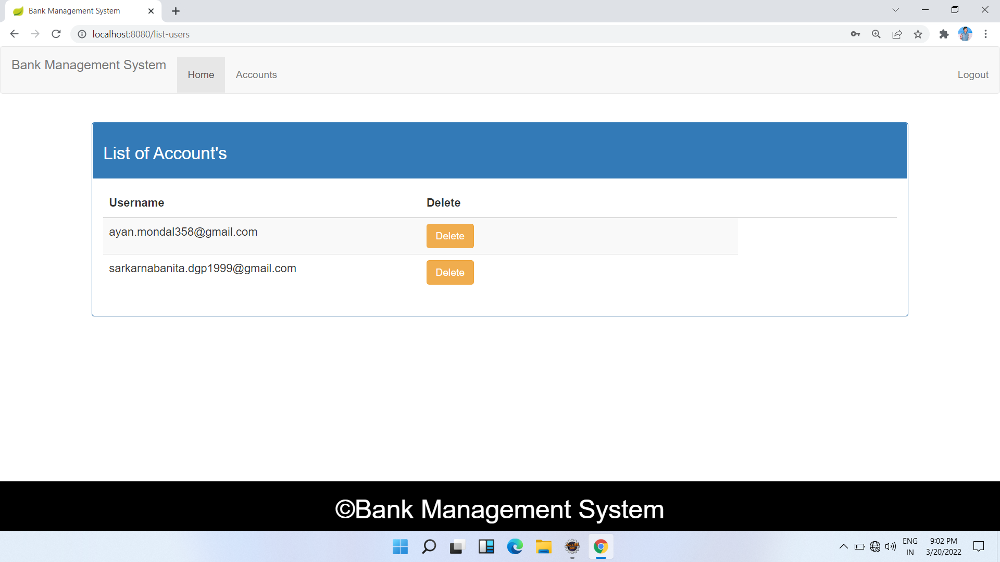 Bank Management System
localhost:8080/list-users
Bank Management System
Home
Accounts
Logout
List of Account's
Username
Delete
ayan.mondal358@gmail.com
Delete
sarkarnabanita.dgp1999@gmail.com
Delete
©Bank Management System
ENG
IN
9:02 PM
3/20/2022